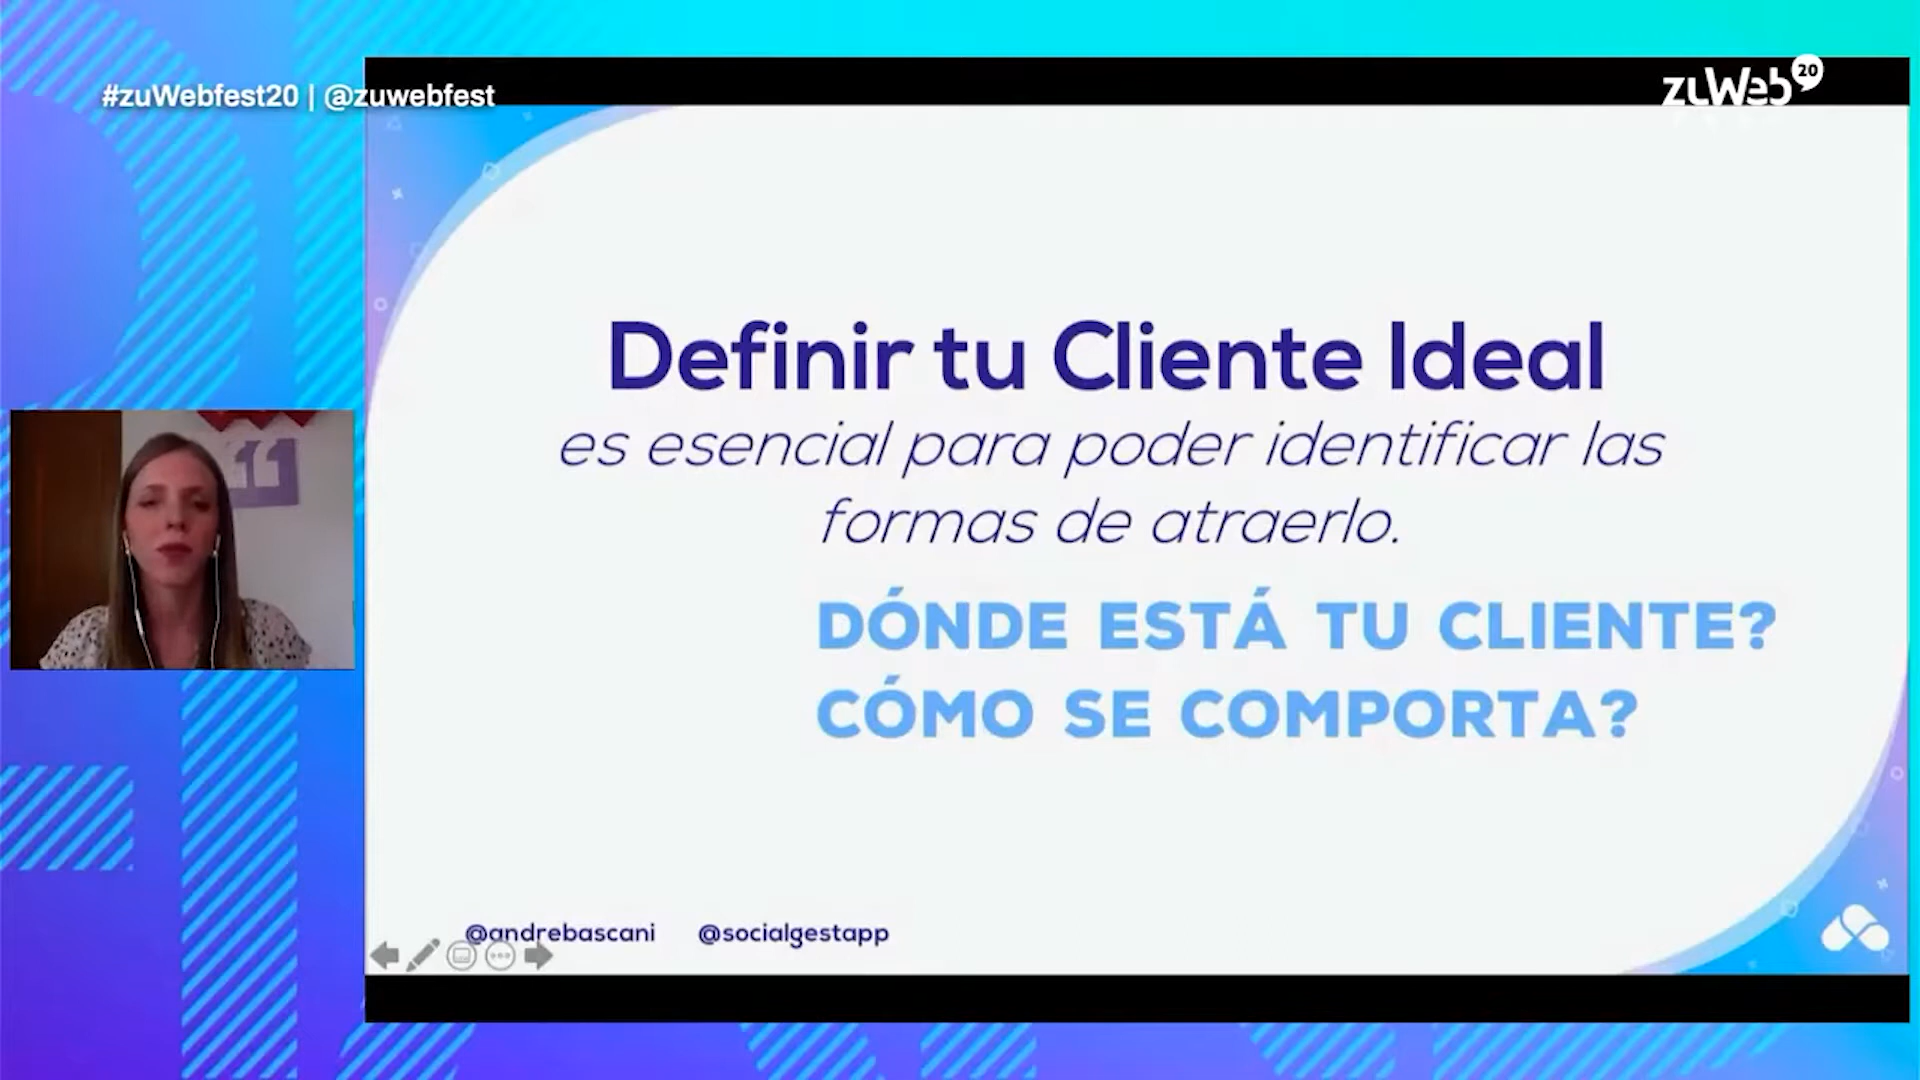 #zuWebfest20 | @zuwebfest
zuWeb 20
Definir tu Cliente Ideal
es esencial para poder identificar las
formas de atraerlo.
DÓNDE ESTÁ TU CLIENTE?
CÓMO SE COMPORTA?
@andrebascani @socialgestapp